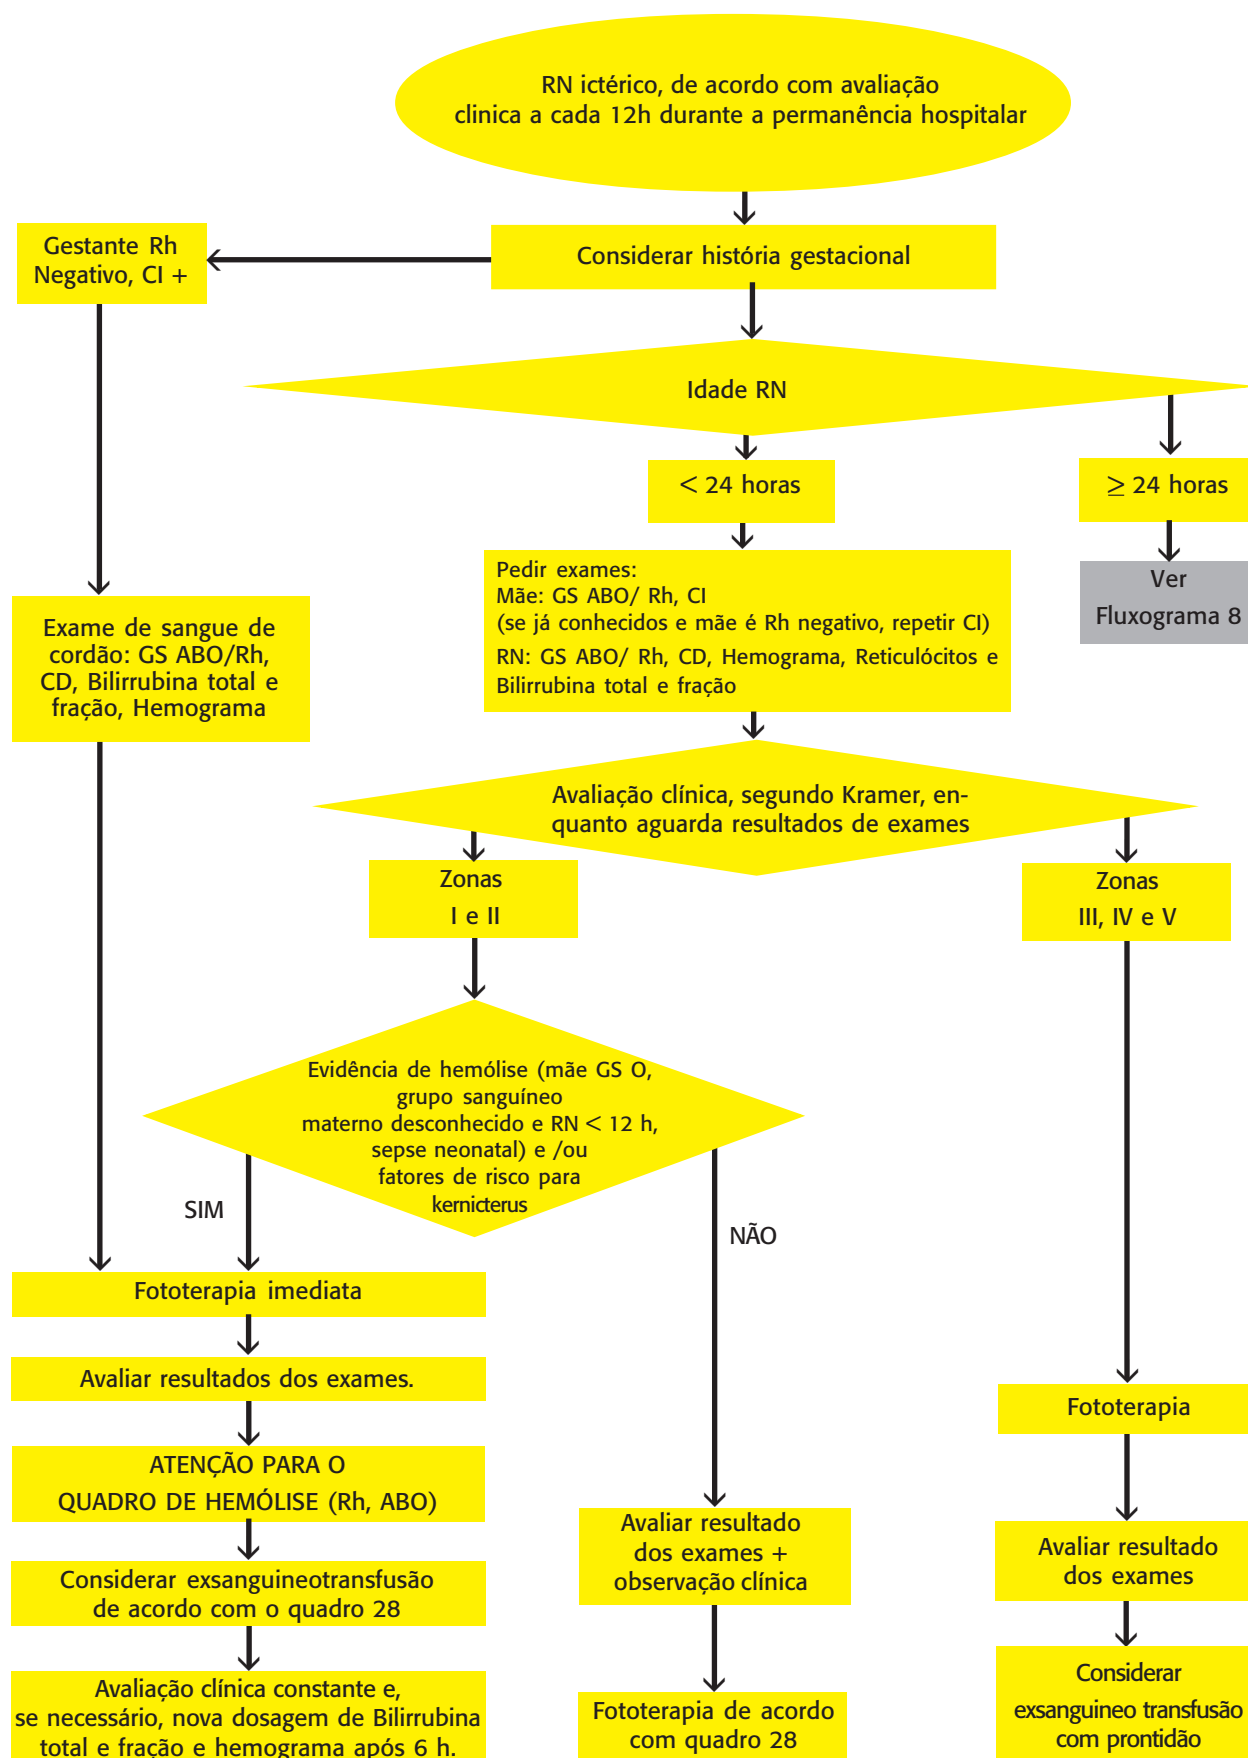 RN ictérico, de acordo com avaliação
clinica a cada 12h durante a permanência hospitalar
Gestante Rh
Negativo, CI +
Considerar história gestacional
Idade RN
< 24 horas
≥ 24 horas
Pedir exames:
Mãe: GS ABO/ Rh, CI
(se já conhecidos e mãe é Rh negativo, repetir CI)
RN: GS ABO/ Rh, CD, Hemograma, Reticulócitos e
Bilirrubina total e fração
Ver
Fluxograma 8
Exame de sangue de
cordão: GS ABO/Rh,
CD, Bilirrubina total e
fração, Hemograma
Avaliação clínica, segundo Kramer, en-
quanto aguarda resultados de exames
Zonas
I e II
Zonas
III, IV e V
Evidência de hemólise (mãe GS O,
grupo sanguíneo
materno desconhecido e RN < 12 h,
sepse neonatal) e /ou
fatores de risco para
kernicterus
SIM
NÃO
Fototerapia imediata
Avaliar resultados dos exames.
ATENÇÃO PARA O
QUADRO DE HEMÓLISE (Rh, ABO)
Considerar exsanguineotransfusão
de acordo com o quadro 28
Avaliação clínica constante e,
se necessário, nova dosagem de Bilirrubina
total e fração e hemograma após 6 h.
Avaliar resultado
dos exames +
observação clínica
Fototerapia de acordo
com quadro 28
Fototerapia
Avaliar resultado
dos exames
Considerar
exsanguineo transfusão
com prontidão